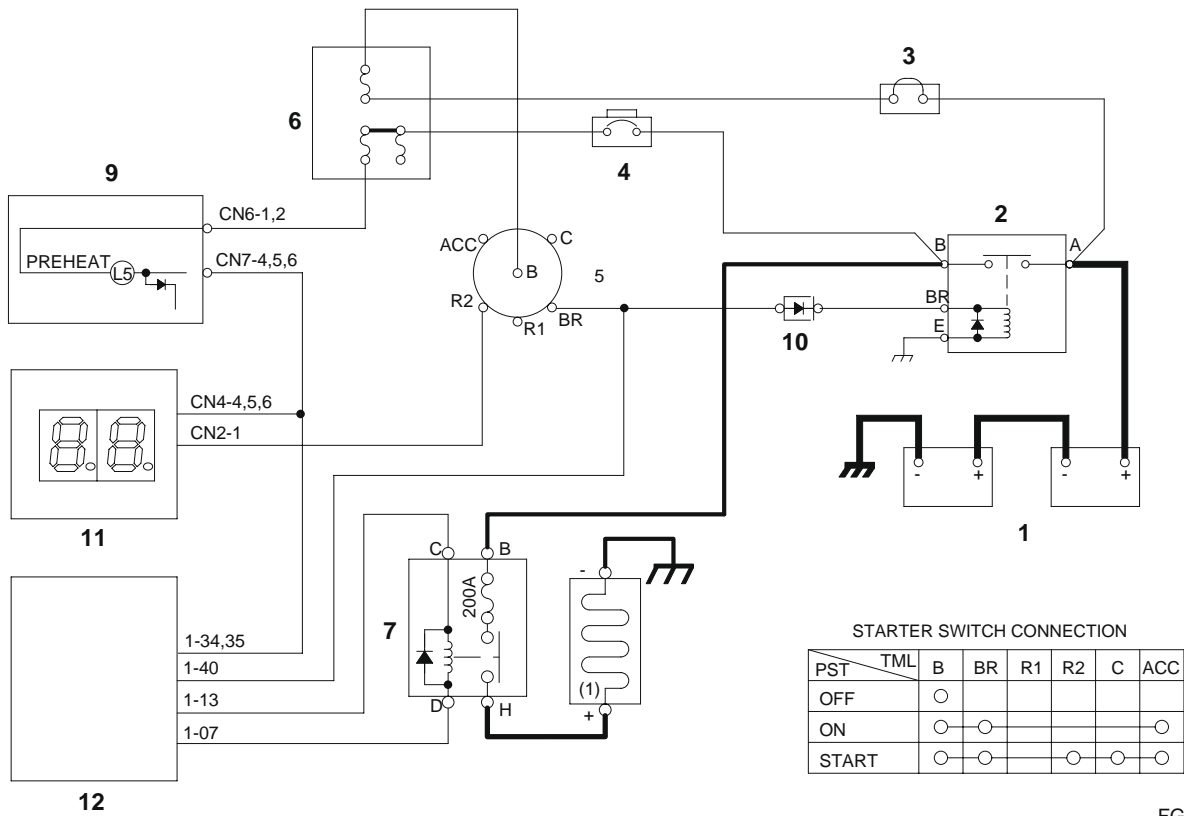 3
6
4
9
CN6-1,2
2
ACC
C
B
A
PREHEAT
L5
CN7-4,5,6
B
5
R2
BR
BR
R1
E
10
CN4-4,5,6
CN2-1
- + - +
1
11
C
B
-
200A
7
STARTER SWITCH CONNECTION
1-34,35
PST TML B BR R1 R2 C ACC
1-40
(1)
OFF
1-13
D
H
+
ON
1-07
START
12